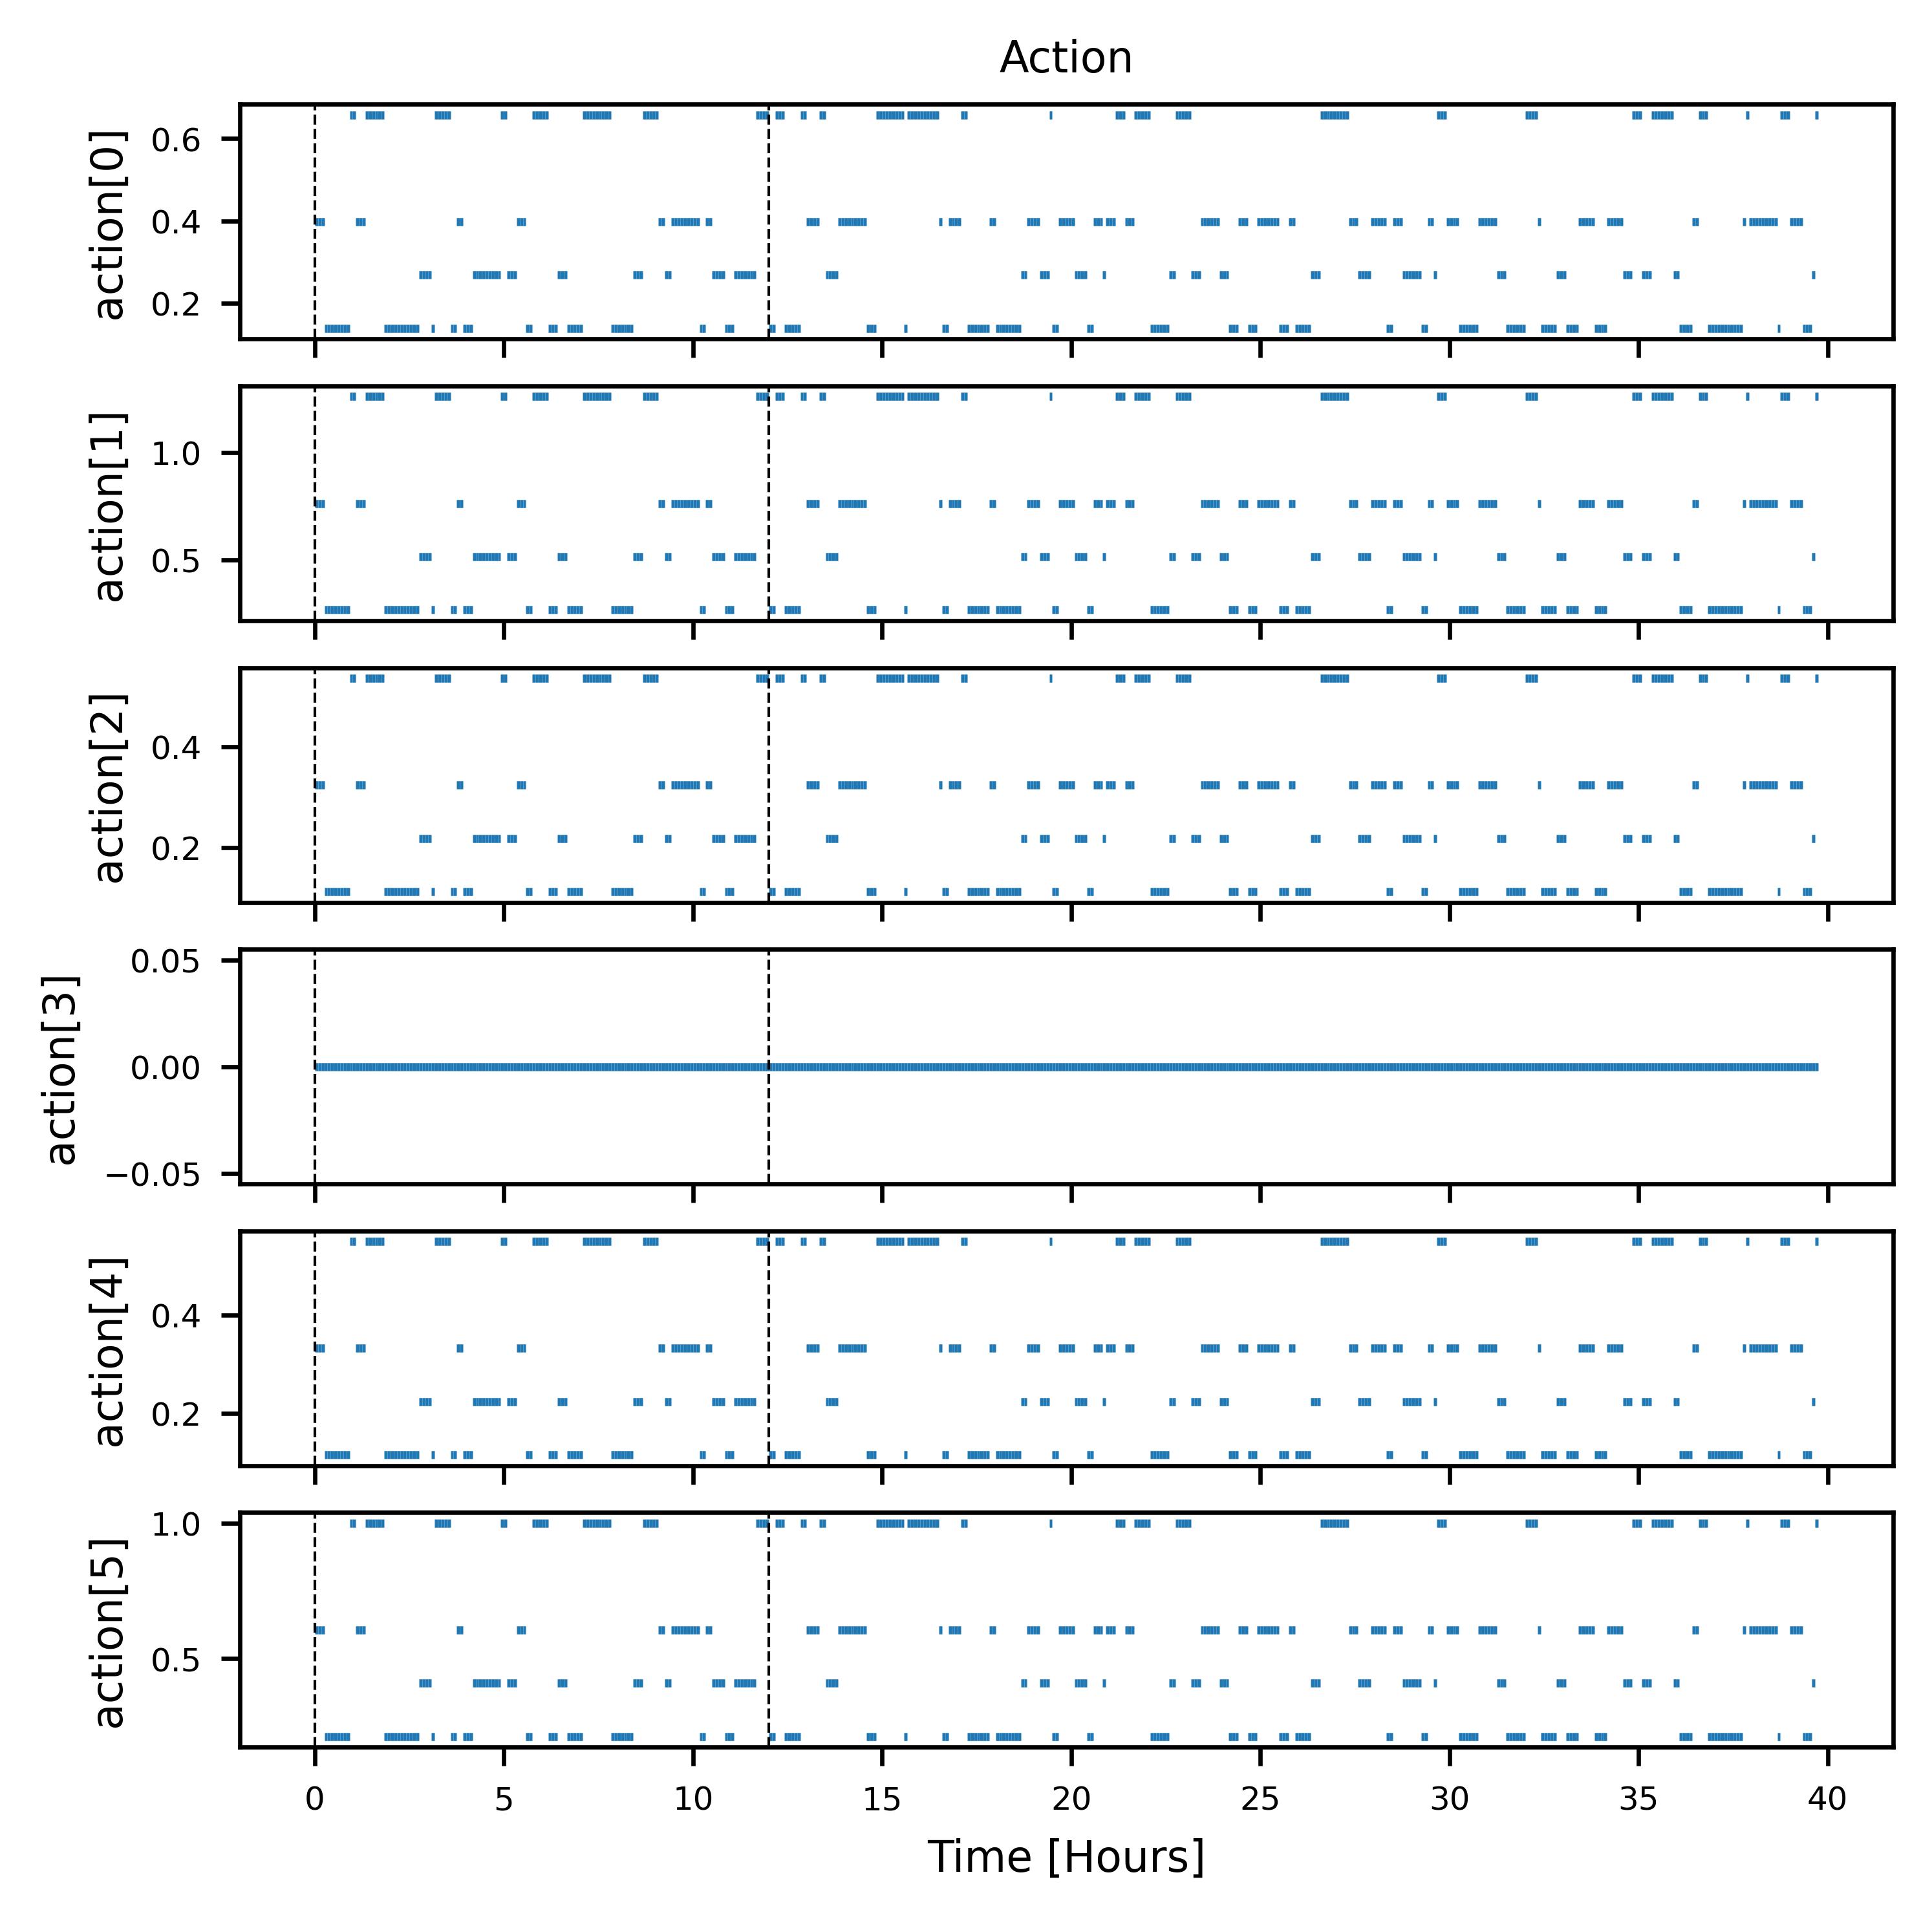 Action
action[0]
0.6
0.4
0.2
action[1]
1.0
0.5
action[2]
0.4
0.2
action[3]
0.05
0.00
−0.05
action[4]
0.4
0.2
action[5]
1.0
0.5
0 5 10 15 20 25 30 35 40
Time [Hours]